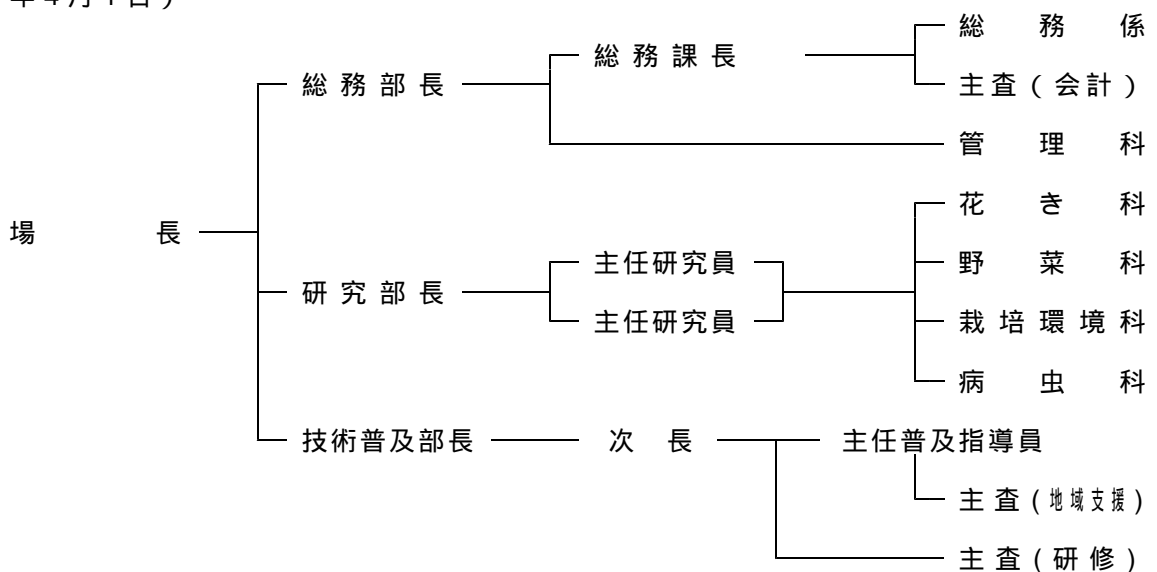 年4月1日）
総務係
総務課長
総務部長
主査（会計）
管理科
花き科
場長
主任研究員
野菜科
研究部長
主任研究員
栽培環境科
病虫科
技術普及部長
次長
主任普及指導員
主査（地域支援）
主査（研修）